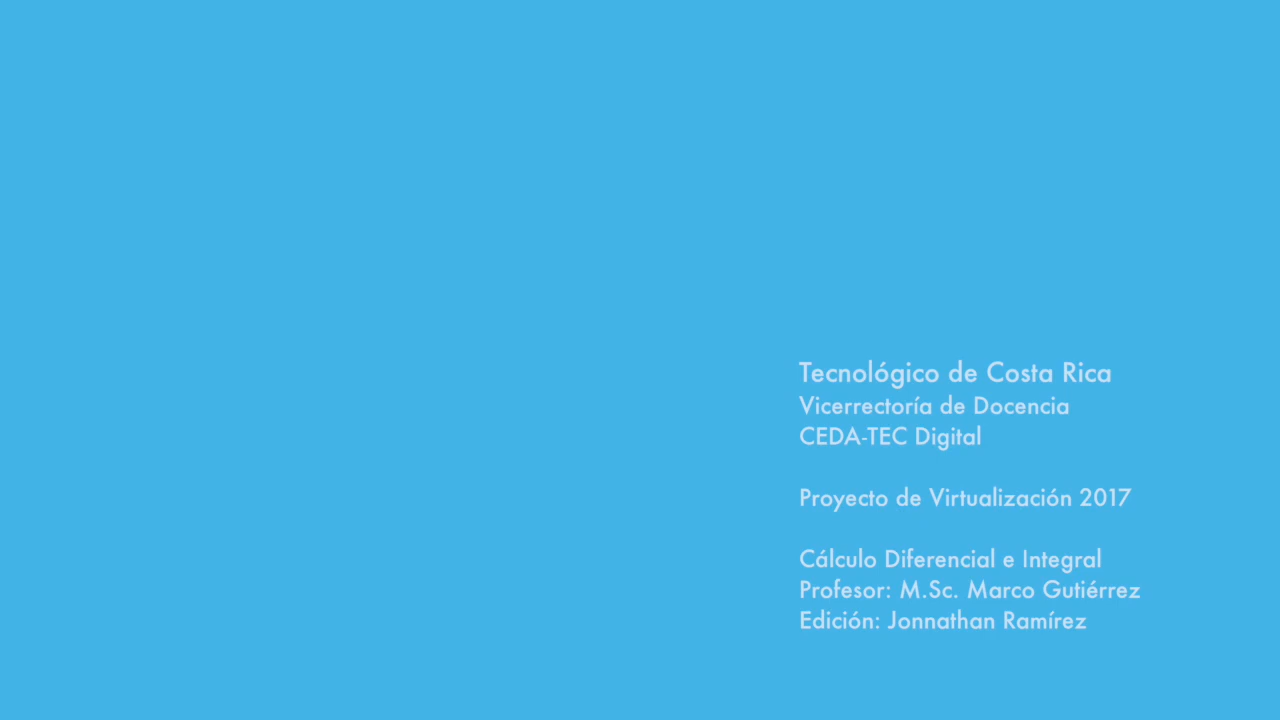 Tecnológico de Costa Rica
Vicerrectoría de Docencia
CEDA-TEC Digital
Proyecto de Virtualización 2017
Cálculo Diferencial e Integral
Profesor: M.Sc. Marco Gutiérrez
Edición: Jonnathan Ramírez